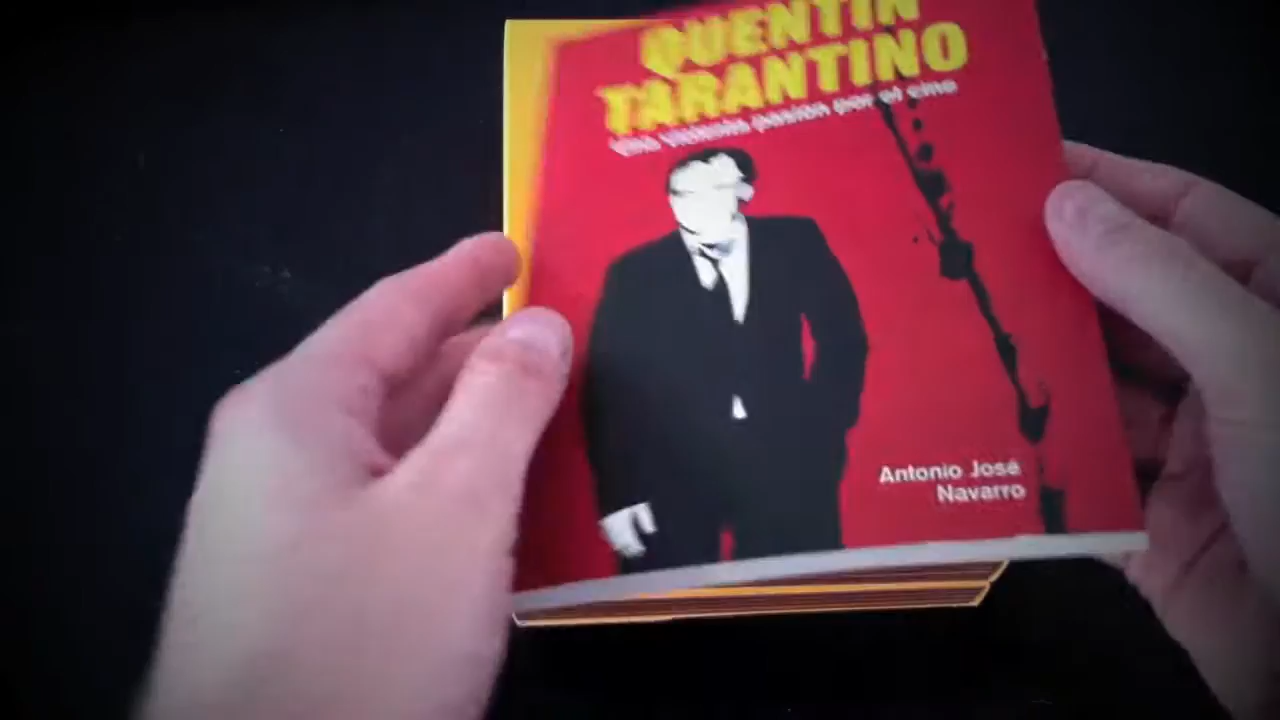 QUENTIN
TARANTINO
Una violenta pasión por el cine
Antonio José
Navarro